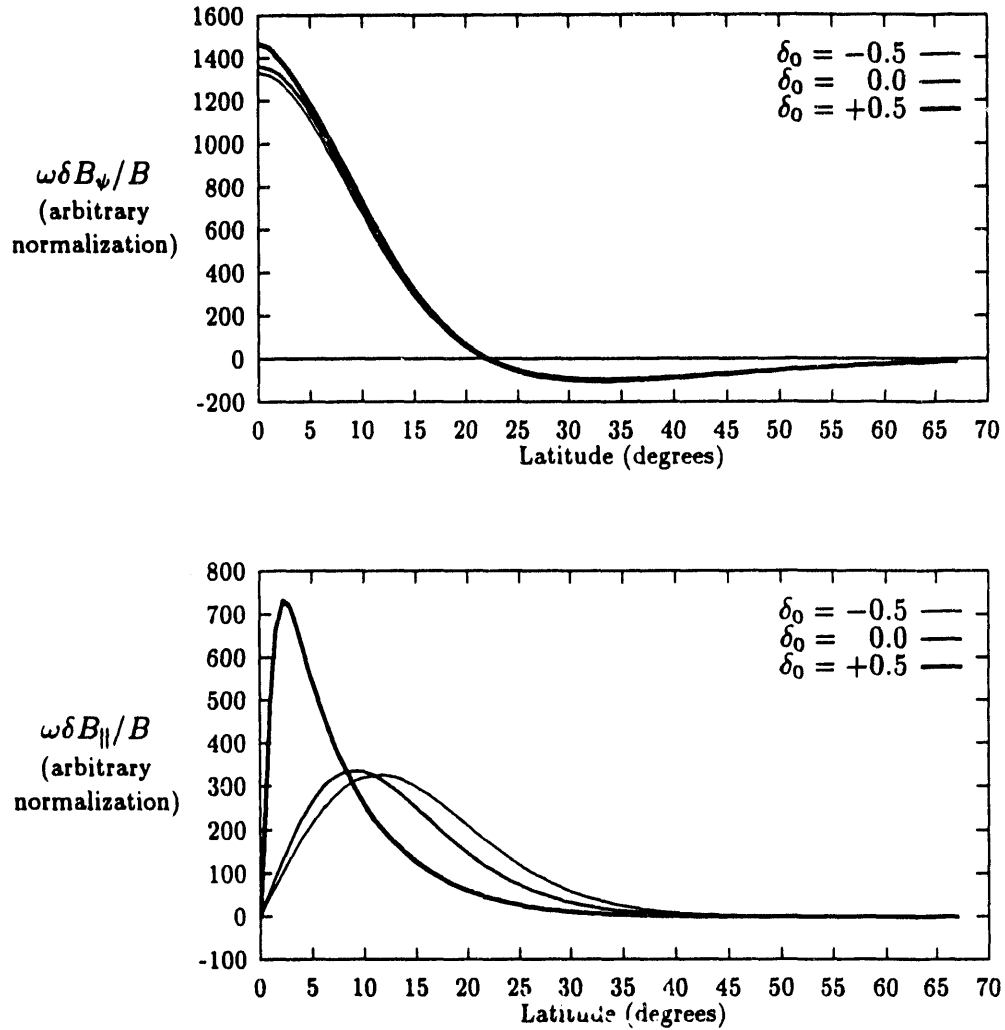 1600
1400
1200
1000
800
600
400
200
0
-200
ωδB_ψ/B
(arbitrary
normalization)
δ₀ = −0.5
δ₀ = 0.0
δ₀ = +0.5
0 5 10 15 20 25 30 35 40 45 50 55 60 65 70
Latitude (degrees)
800
700
600
500
400
300
200
100
0
-100
ωδB_||/B
(arbitrary
normalization)
δ₀ = −0.5
δ₀ = 0.0
δ₀ = +0.5
0 5 10 15 20 25 30 35 40 45 50 55 60 65 70
Latitude (degrees)